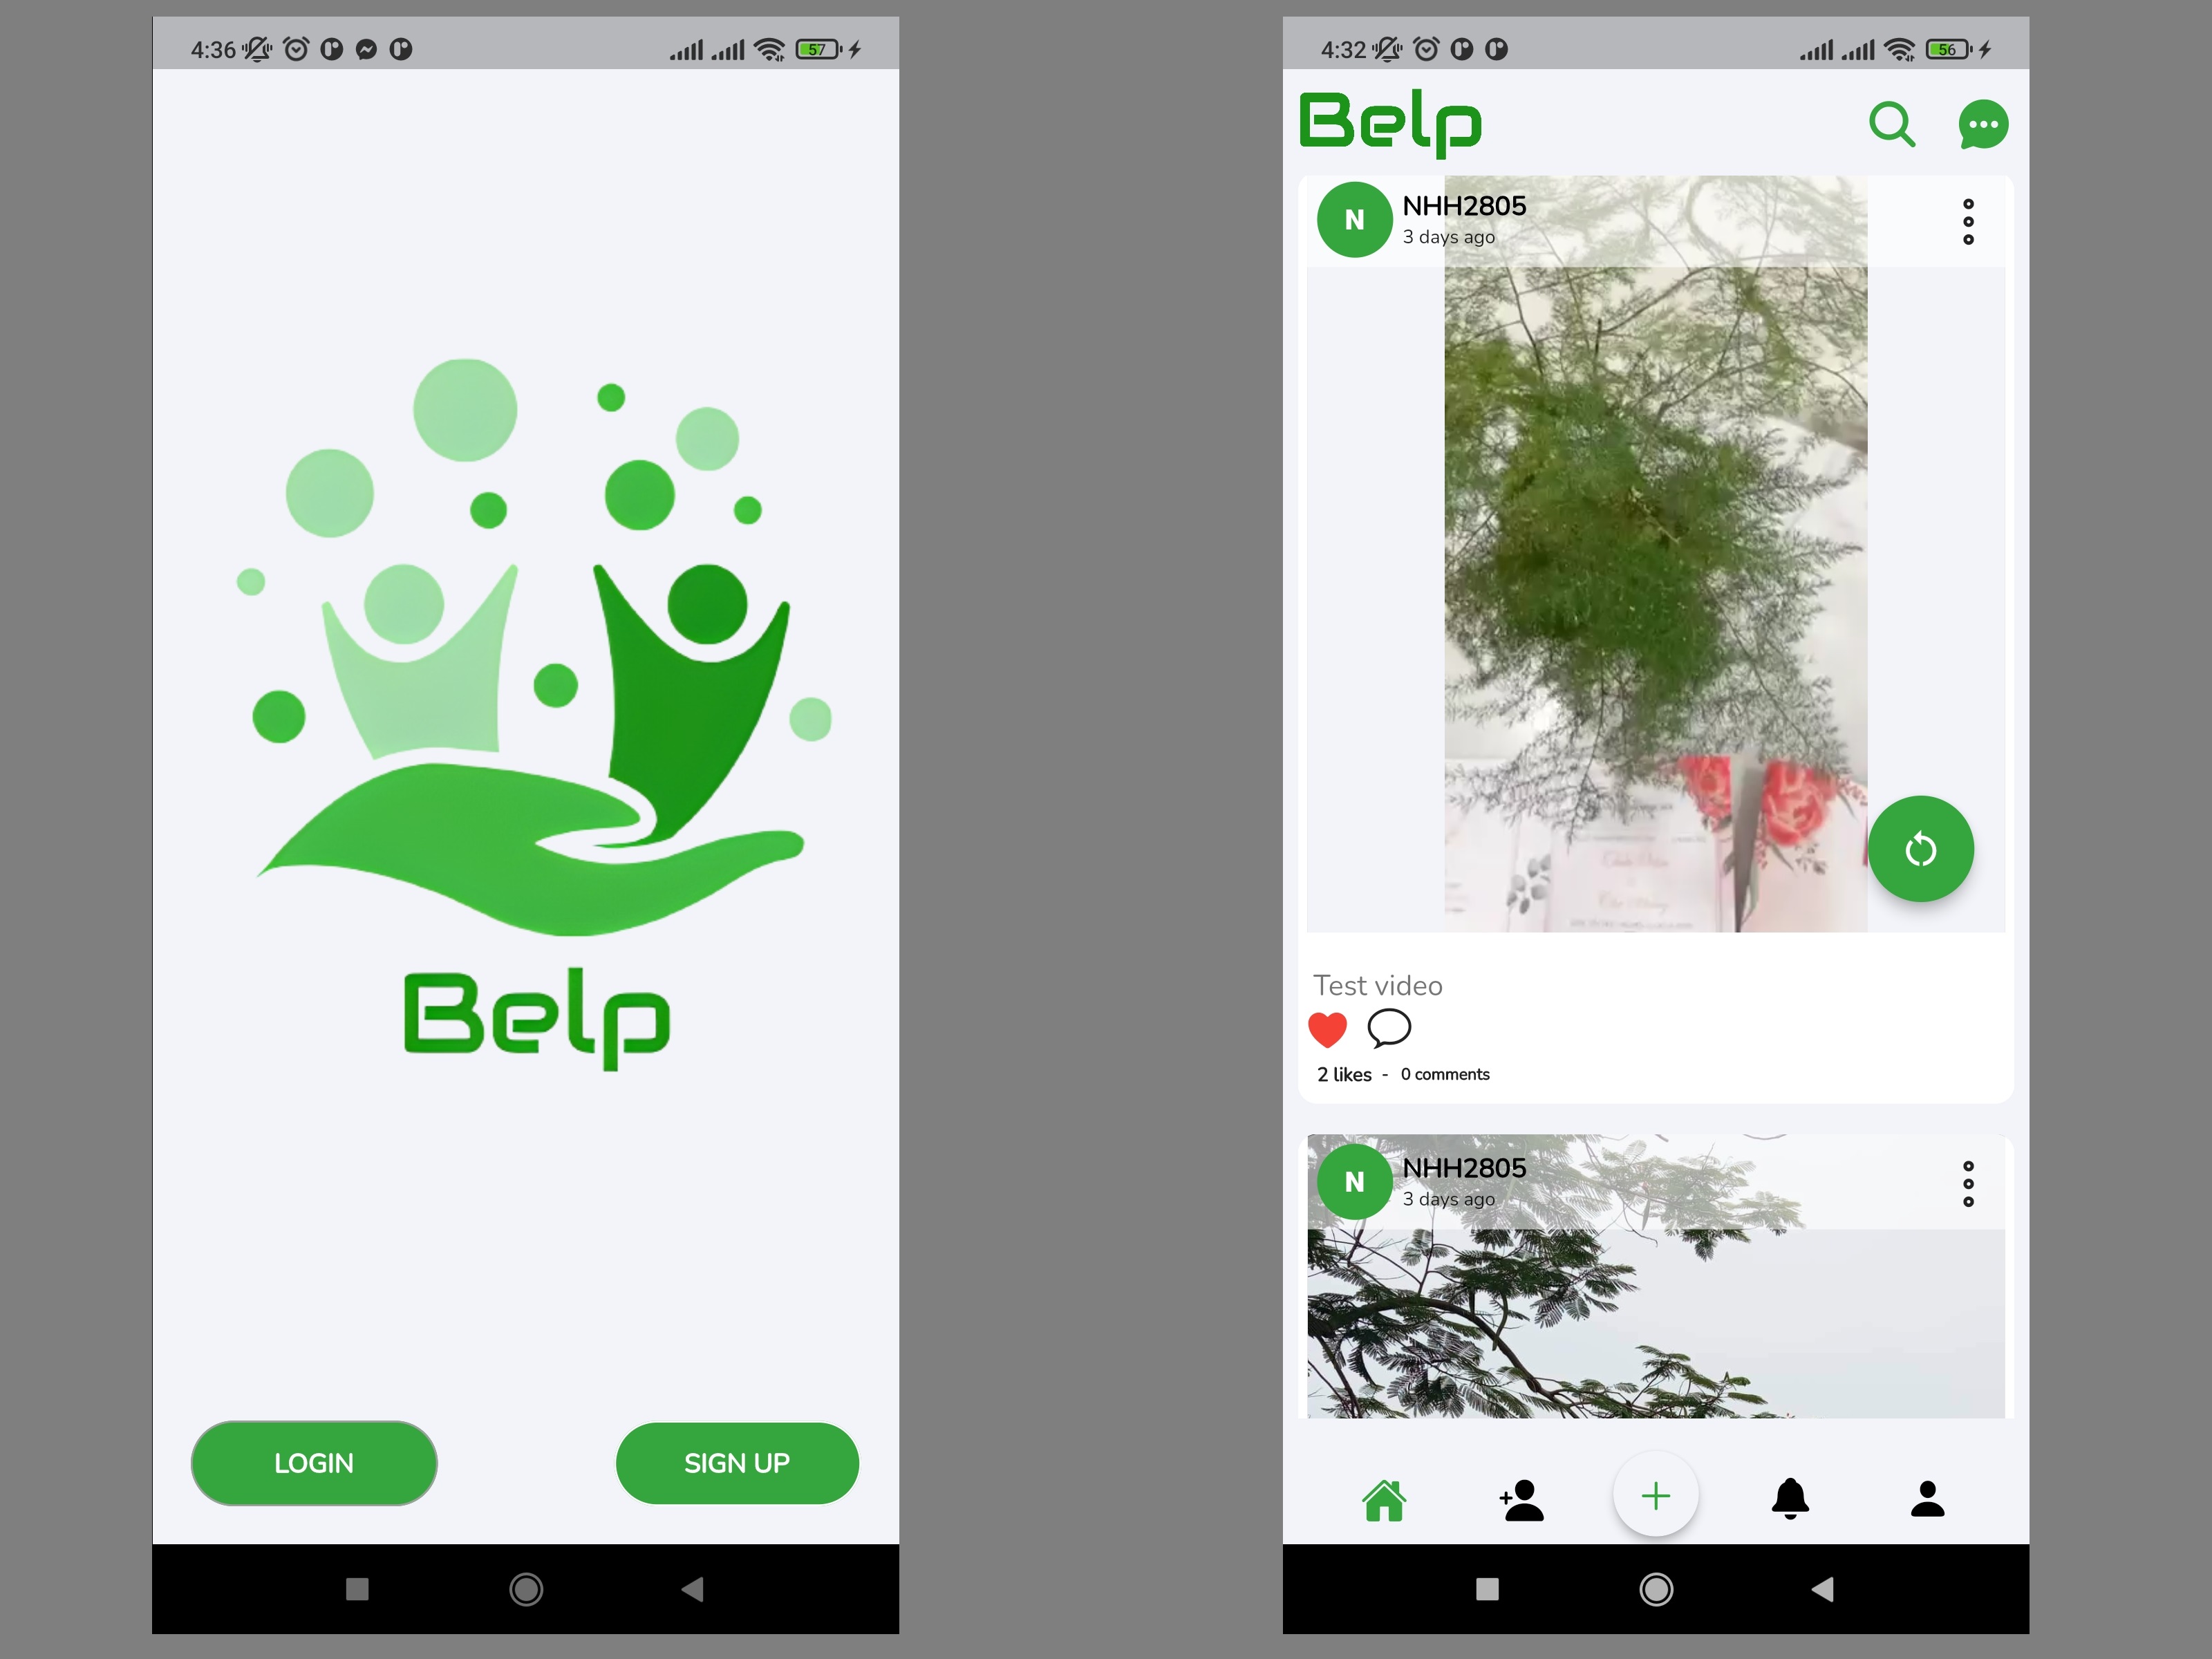 4:36
57
Belp
LOGIN
SIGN UP
4:32
56
Belp
N
NHH2805
3 days ago
Test video
2 likes - 0 comments
N
NHH2805
3 days ago